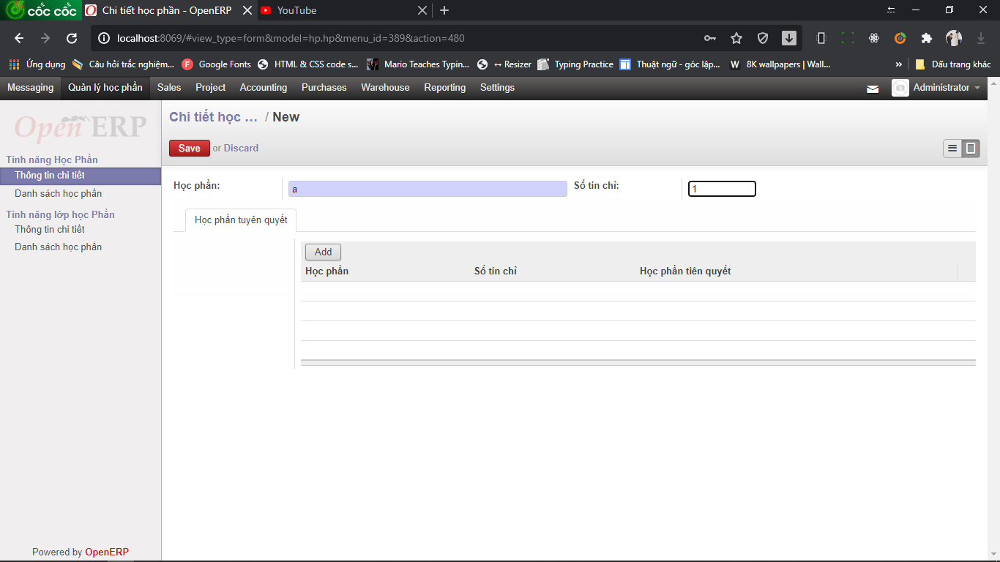 cốc cốc
Chi tiết học phần - OpenERP
YouTube
localhost:8069/#view_type=form&model=hp.hp&menu_id=389&action=480
Ứng dụng
Câu hỏi trắc nghiệm...
Google Fonts
HTML & CSS code s...
Mario Teaches Typin...
↔ Resizer
Typing Practice
Thuật ngữ - góc lập...
8K wallpapers | Wall...
»
Dấu trang khác
Messaging
Quản lý học phần
Sales
Project
Accounting
Purchases
Warehouse
Reporting
Settings
Administrator
Open ERP
Tính năng Học Phần
Thông tin chi tiết
Danh sách học phần
Tính năng lớp học Phần
Thông tin chi tiết
Danh sách học phần
Powered by OpenERP
Chi tiết học ... / New
Save or Discard
Học phần:
a
Số tín chỉ:
1
Học phần tuyên quyết
Add
Học phần
Số tín chỉ
Học phần tiên quyết